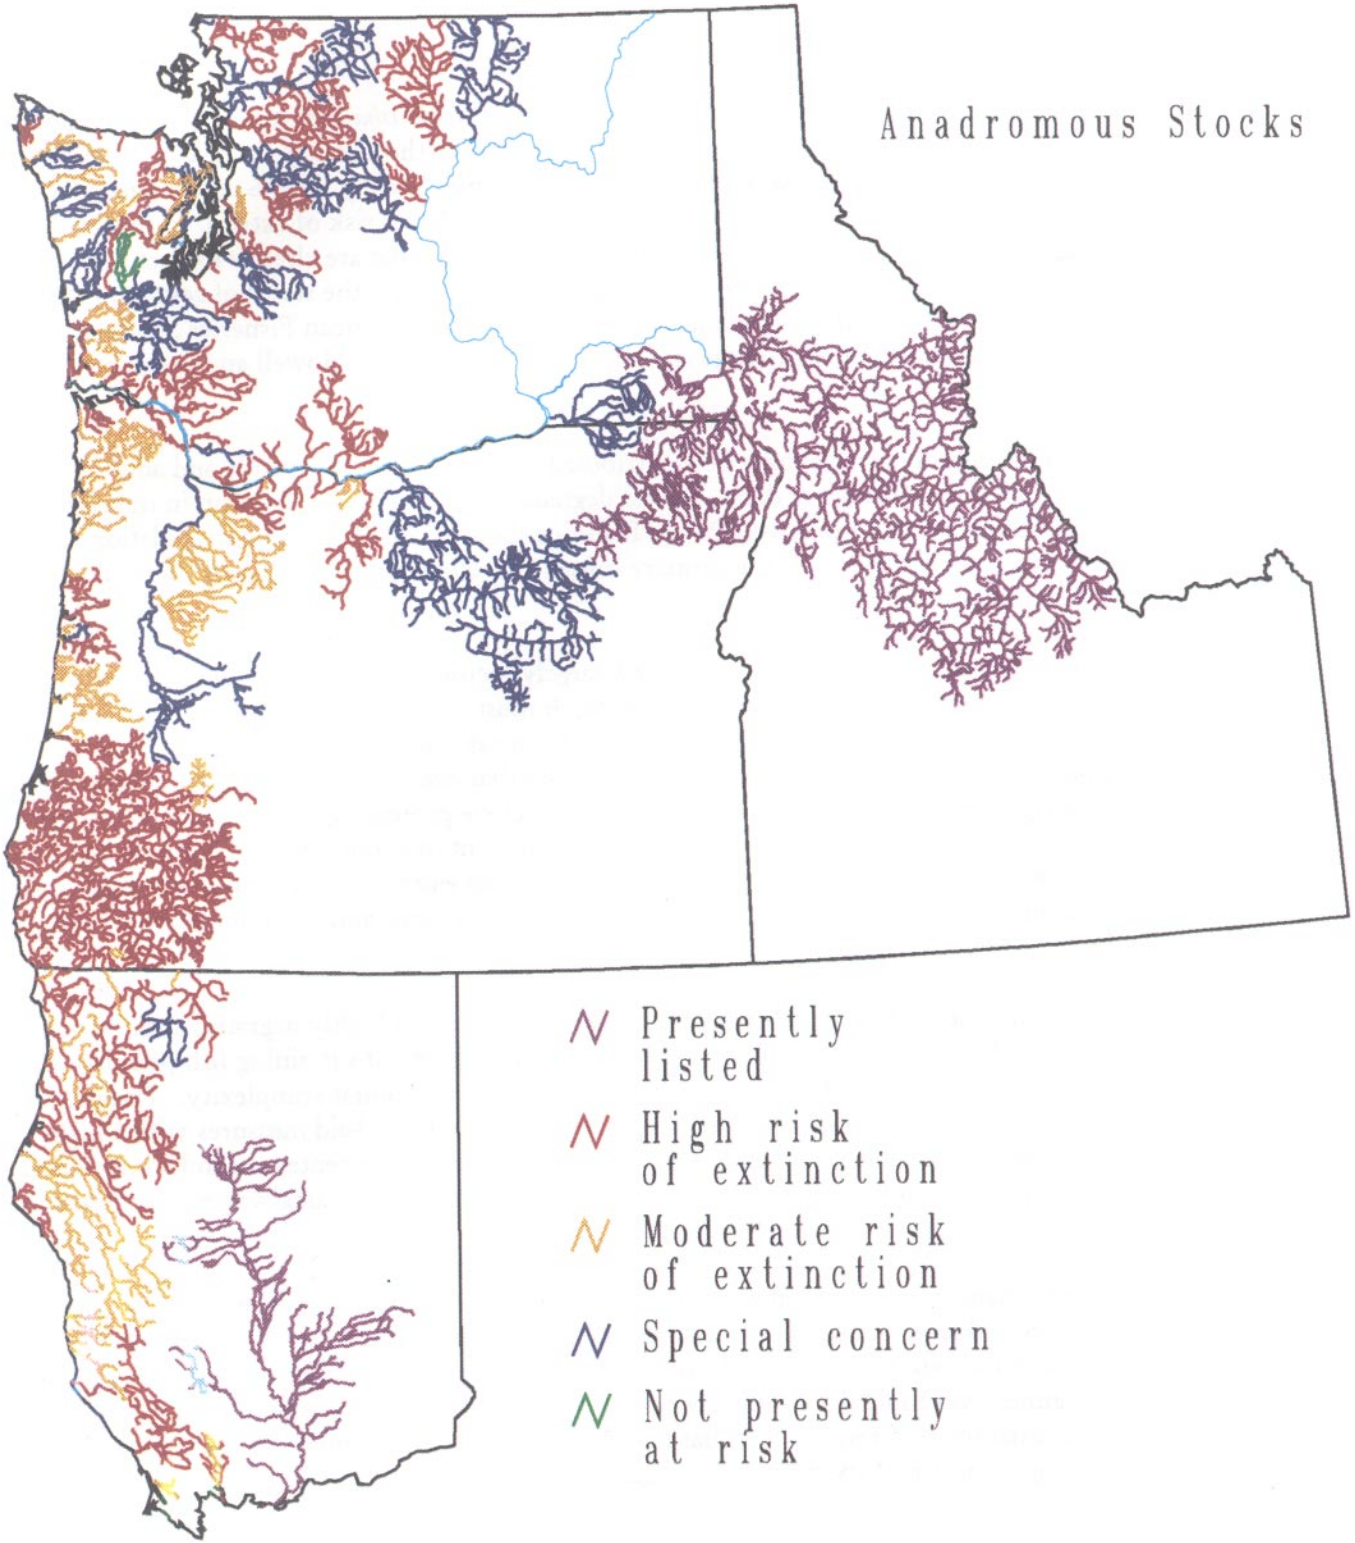 Anadromous Stocks
Presently
listed
High risk
of extinction
Moderate risk
of extinction
Special concern
Not presently
at risk